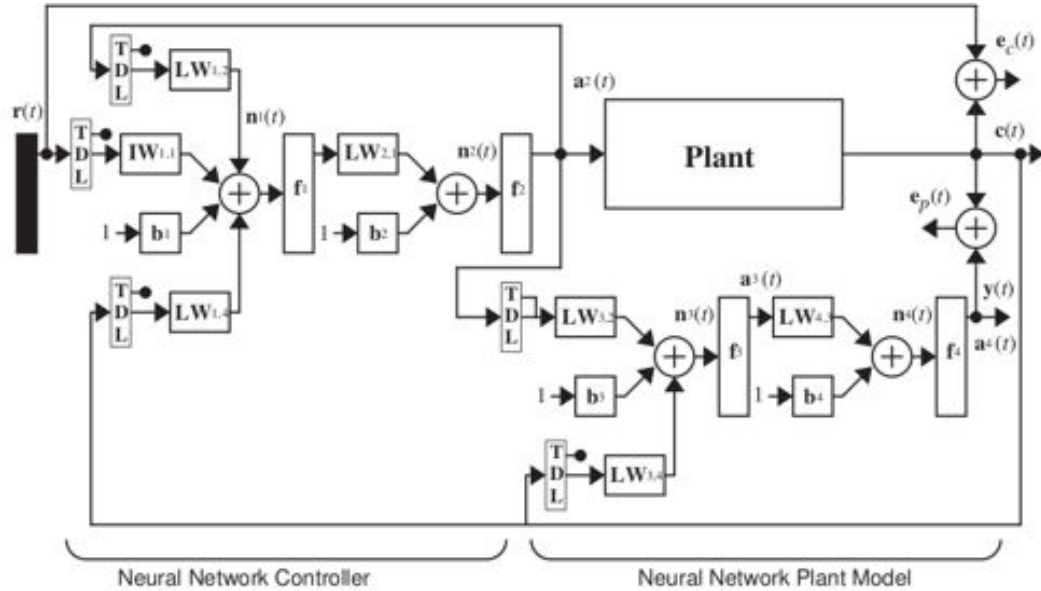 e_c(t)
T
D
L
LW1,2
a2(t)
r(t)
n1(t)
c(t)
T
D
L
IW1,1
LW2,1
n2(t)
Plant
f1
f2
e_p(t)
1
b1
1
b2
T
D
L
LW1,4
a3(t)
y(t)
T
D
L
LW3,2
n3(t)
LW4,3
n4(t)
a4(t)
f3
f4
1
b3
1
b4
T
D
L
LW3,4
Neural Network Controller
Neural Network Plant Model